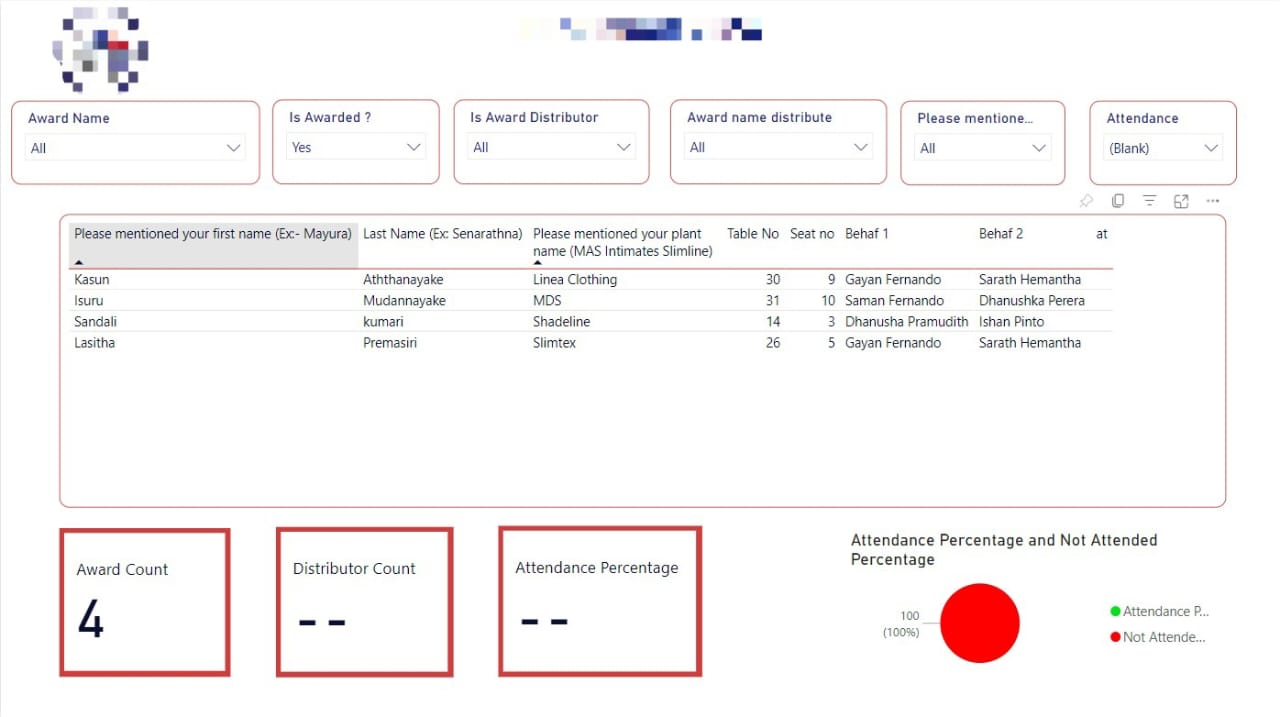 Award Name
All
Is Awarded ?
Yes
Is Award Distributor
All
Award name distribute
All
Please mentione...
All
Attendance
(Blank)
Please mentioned your first name (Ex:- Mayura) Last Name (Ex: Senarathna) Please mentioned your plant name (MAS Intimates Slimline) Table No Seat no Behaf 1 Behaf 2 at
Kasun Aththanayake Linea Clothing 30 9 Gayan Fernando Sarath Hemantha
Isuru Mudannayake MDS 31 10 Saman Fernando Dhanushka Perera
Sandali kumari Shadeline 14 3 Dhanusha Pramudith Ishan Pinto
Lasitha Premasiri Slimtex 26 5 Gayan Fernando Sarath Hemantha
Award Count
4
Distributor Count
--
Attendance Percentage
--
Attendance Percentage and Not Attended
Percentage
100
(100%)
Attendance P...
Not Attende...